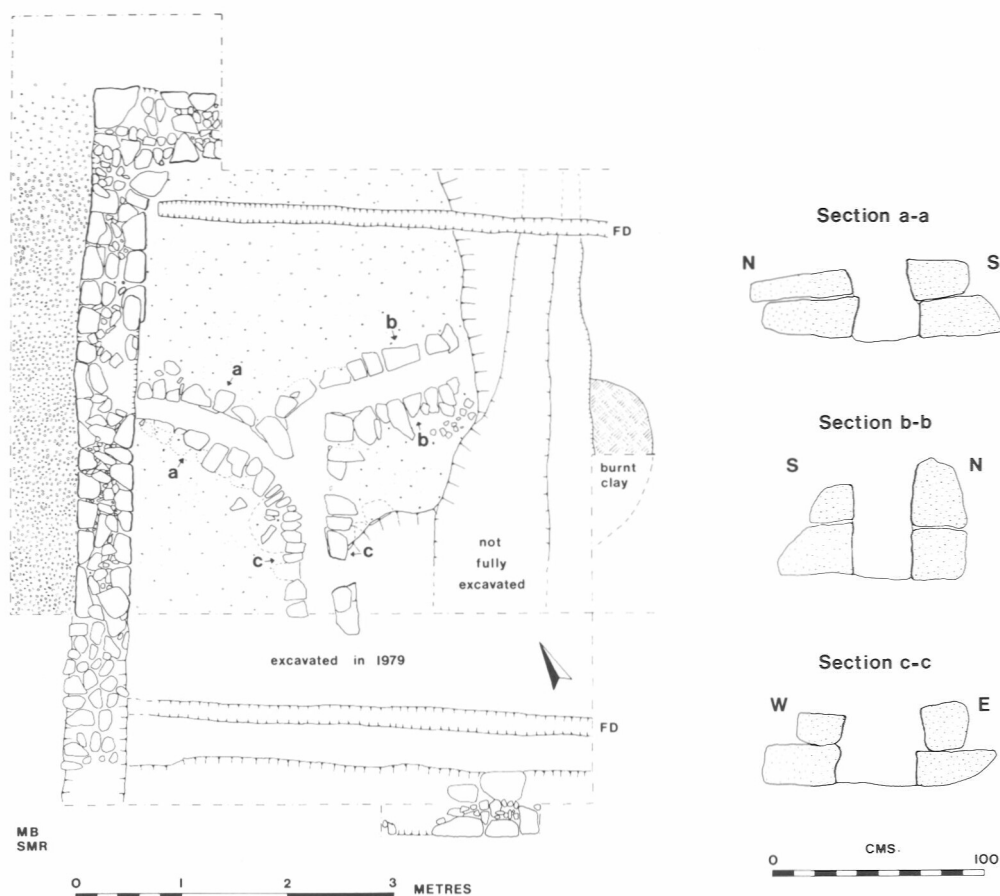 FD
b
a
b
a
c
c
burnt
clay
not
fully
excavated
excavated in 1979
FD
MB
SMR
0 1 2 3 METRES
Section a-a
N S
Section b-b
S N
Section c-c
W E
CMS.
0 100